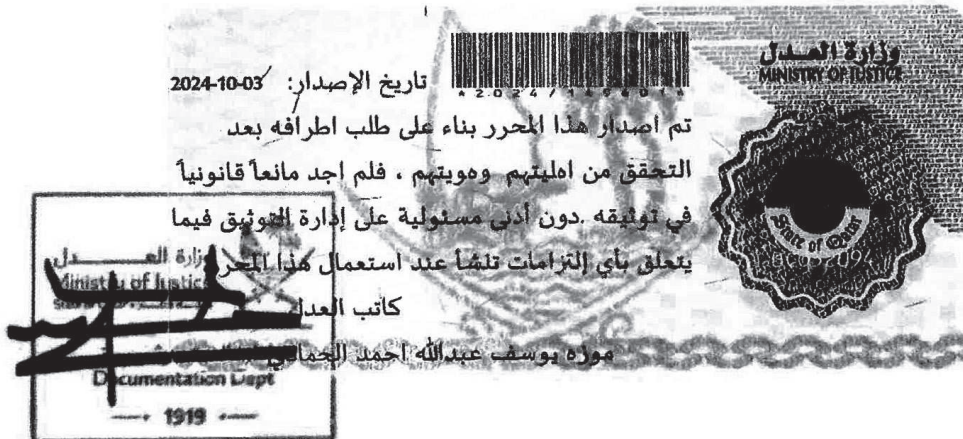 وزارة العدل
MINISTRY OF JUSTICE
تاريخ الإصدار: 2024-10-03
تم اصدار هذا المحرر بناء على طلب اطرافه بعد
التحقق من اهليتهم وهويتهم ، فلم اجد مانعاً قانونياً
في توثيقه .دون أدنى مسئولية على إدارة التوثيق فيما
يتعلق بأي إلتزامات تنشأ عند استعمال هذا المحرر
كاتب العدل
موزه يوسف عبدالله احمد الحمادي
State of Qatar
وزارة العدل
Ministry of Justice
Documentation Dept
1919